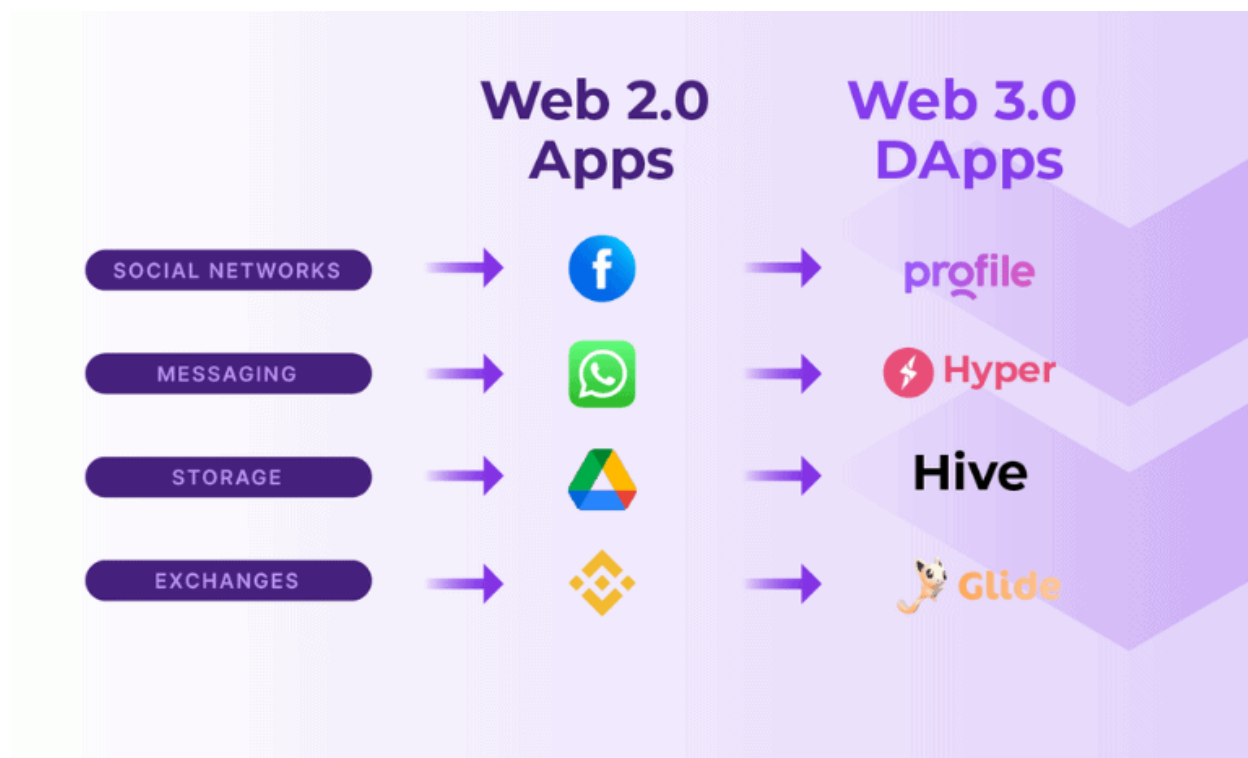 Web 2.0
Apps
Web 3.0
DApps
SOCIAL NETWORKS
f
profile
MESSAGING
Hyper
STORAGE
Hive
EXCHANGES
Glide